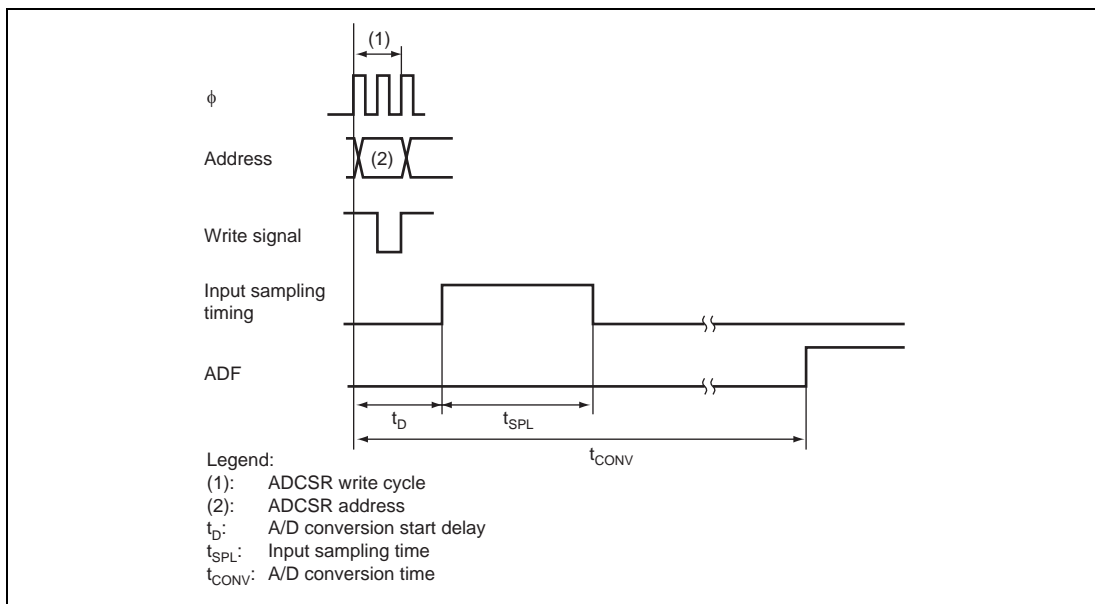 (1)
ϕ
Address
(2)
Write signal
Input sampling
timing
ADF
t_D
t_SPL
t_CONV
Legend:
(1): ADCSR write cycle
(2): ADCSR address
t_D: A/D conversion start delay
t_SPL: Input sampling time
t_CONV: A/D conversion time